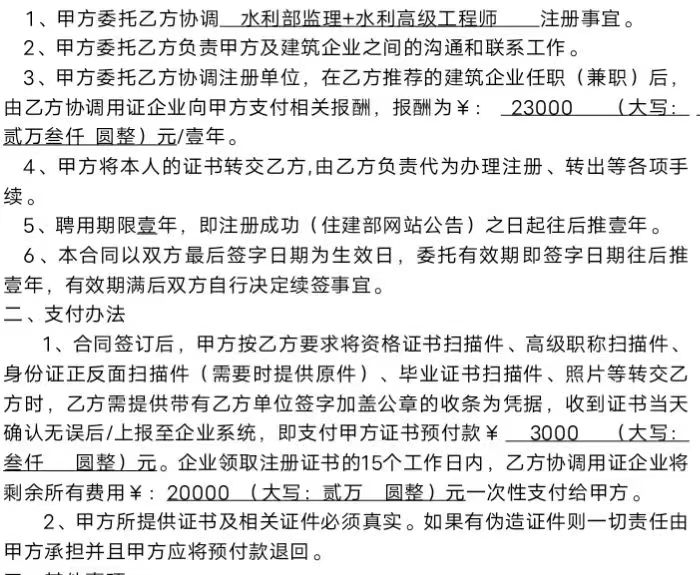 1、甲方委托乙方协调 水利部监理+水利高级工程师 注册事宜。
2、甲方委托乙方负责甲方及建筑企业之间的沟通和联系工作。
3、甲方委托乙方协调注册单位，在乙方推荐的建筑企业任职（兼职）后，
由乙方协调用证企业向甲方支付相关报酬，报酬为￥： 23000 （大写：
贰万叁仟 圆整）元/壹年。
4、甲方将本人的证书转交乙方,由乙方负责代为办理注册、转出等各项手
续。
5、聘用期限壹年，即注册成功（住建部网站公告）之日起往后推壹年。
6、本合同以双方最后签字日期为生效日，委托有效期即签字日期往后推
壹年，有效期满后双方自行决定续签事宜。
二、支付办法
1、合同签订后，甲方按乙方要求将资格证书扫描件、高级职称扫描件、
身份证正反面扫描件（需要时提供原件）、毕业证书扫描件、照片等转交乙
方时，乙方需提供带有乙方单位签字加盖公章的收条为凭据，收到证书当天
确认无误后/上报至企业系统，即支付甲方证书预付款￥ 3000 （大写：
叁仟 圆整）元。企业领取注册证书的15个工作日内，乙方协调用证企业将
剩余所有费用￥：20000 （大写：贰万 圆整）元一次性支付给甲方。
2、甲方所提供证书及相关证件必须真实。如果有伪造证件则一切责任由
甲方承担并且甲方应将预付款退回。